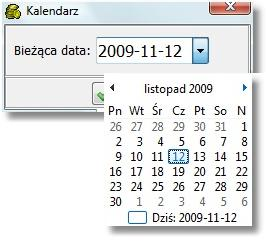 Kalendarz
Bieżąca data: 2009-11-12
listopad 2009
Pn Wt Śr Cz Pt So N
26 27 28 29 30 31 1
2 3 4 5 6 7 8
9 10 11 12 13 14 15
16 17 18 19 20 21 22
23 24 25 26 27 28 29
30 1 2 3 4 5 6
Dziś: 2009-11-12